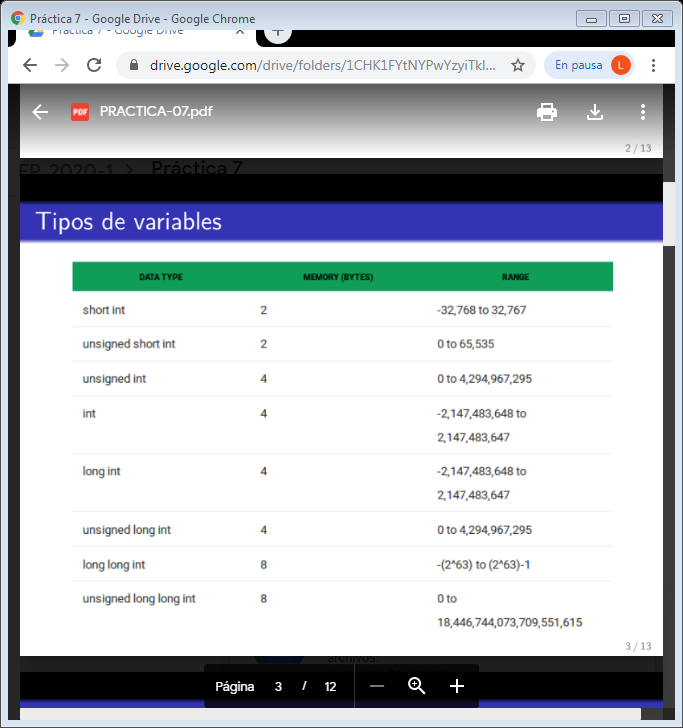 Práctica 7 - Google Drive - Google Chrome
Práctica 7 - Google Drive
drive.google.com/drive/folders/1CHK1FYtNYPwYzyiTkl...
En pausa
L
PDF
PRACTICA-07.pdf
2 / 13
FP 2020-1 > Práctica 7
Tipos de variables
DATA TYPE MEMORY (BYTES) RANGE
short int 2 -32,768 to 32,767
unsigned short int 2 0 to 65,535
unsigned int 4 0 to 4,294,967,295
int 4 -2,147,483,648 to
2,147,483,647
long int 4 -2,147,483,648 to
2,147,483,647
unsigned long int 4 0 to 4,294,967,295
long long int 8 -(2^63) to (2^63)-1
unsigned long long int 8 0 to
18,446,744,073,709,551,615
3 / 13
archivos.
Página 3 / 12